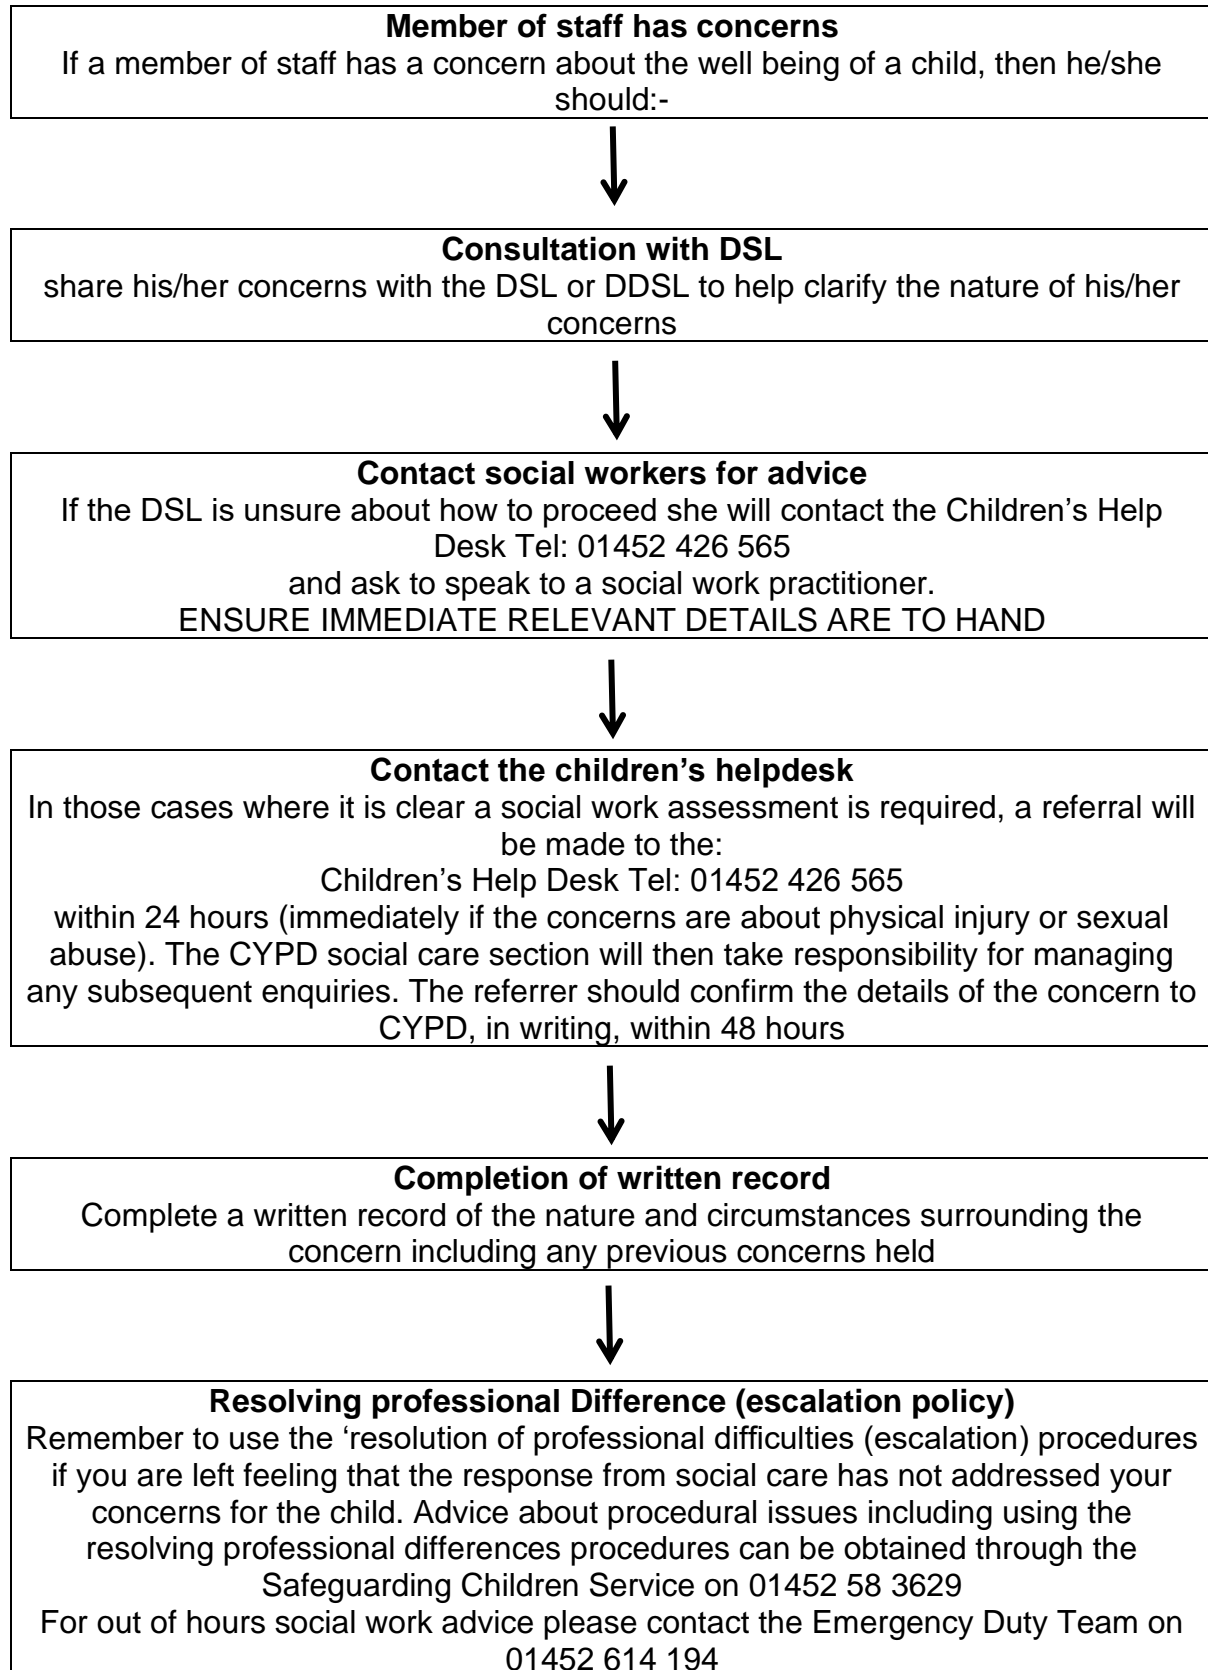 Member of staff has concerns
If a member of staff has a concern about the well being of a child, then he/she
should:-
Consultation with DSL
share his/her concerns with the DSL or DDSL to help clarify the nature of his/her
concerns
Contact social workers for advice
If the DSL is unsure about how to proceed she will contact the Children’s Help
Desk Tel: 01452 426 565
and ask to speak to a social work practitioner.
ENSURE IMMEDIATE RELEVANT DETAILS ARE TO HAND
Contact the children’s helpdesk
In those cases where it is clear a social work assessment is required, a referral will
be made to the:
Children’s Help Desk Tel: 01452 426 565
within 24 hours (immediately if the concerns are about physical injury or sexual
abuse). The CYPD social care section will then take responsibility for managing
any subsequent enquiries. The referrer should confirm the details of the concern to
CYPD, in writing, within 48 hours
Completion of written record
Complete a written record of the nature and circumstances surrounding the
concern including any previous concerns held
Resolving professional Difference (escalation policy)
Remember to use the ‘resolution of professional difficulties (escalation) procedures
if you are left feeling that the response from social care has not addressed your
concerns for the child. Advice about procedural issues including using the
resolving professional differences procedures can be obtained through the
Safeguarding Children Service on 01452 58 3629
For out of hours social work advice please contact the Emergency Duty Team on
01452 614 194